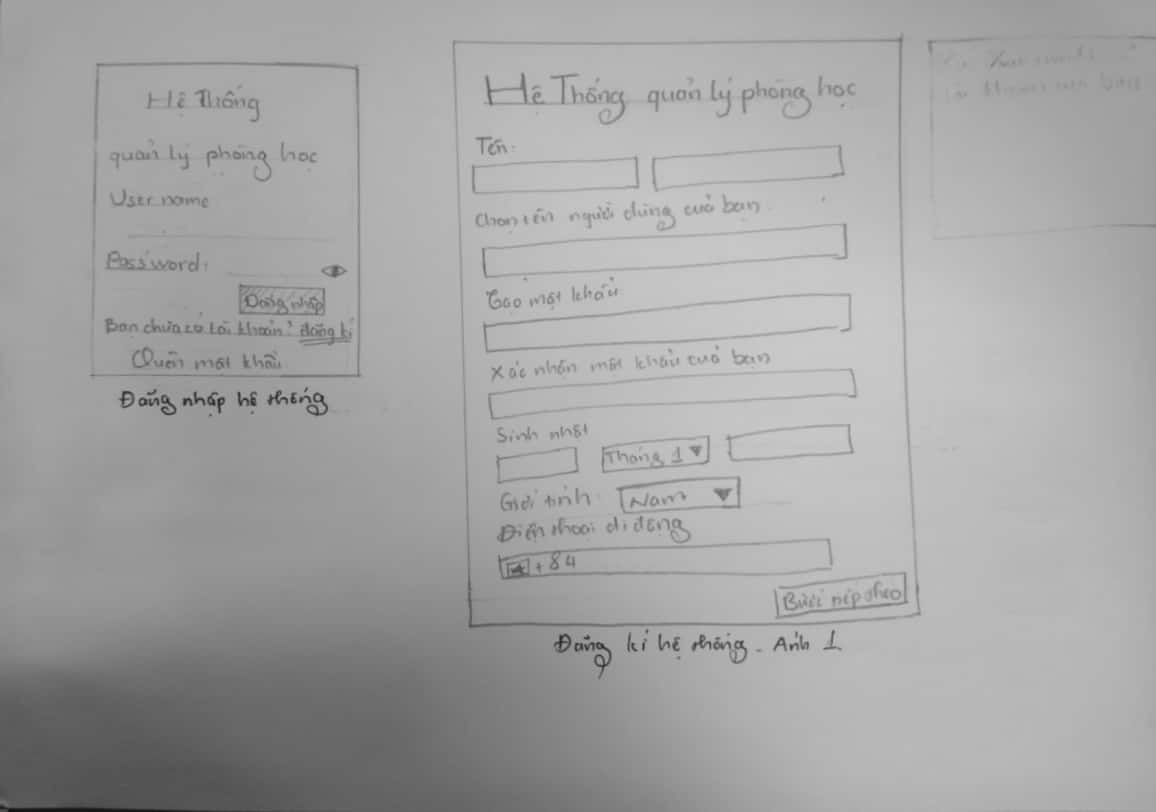 Hệ Thống
quản lý phòng học
User name
Password:
Đăng nhập
Bạn chưa có tài khoản? đăng kí
Quên mật khẩu
Đăng nhập hệ thống
Hệ Thống quản lý phòng học
Tên:
Chọn tên người dùng của bạn
Tạo mật khẩu
Xác nhận mật khẩu của bạn
Sinh nhật
Tháng 1
Giới tính: Nam
Điện thoại di động
+84
Bước tiếp theo
Đăng kí hệ thống - Ảnh 1